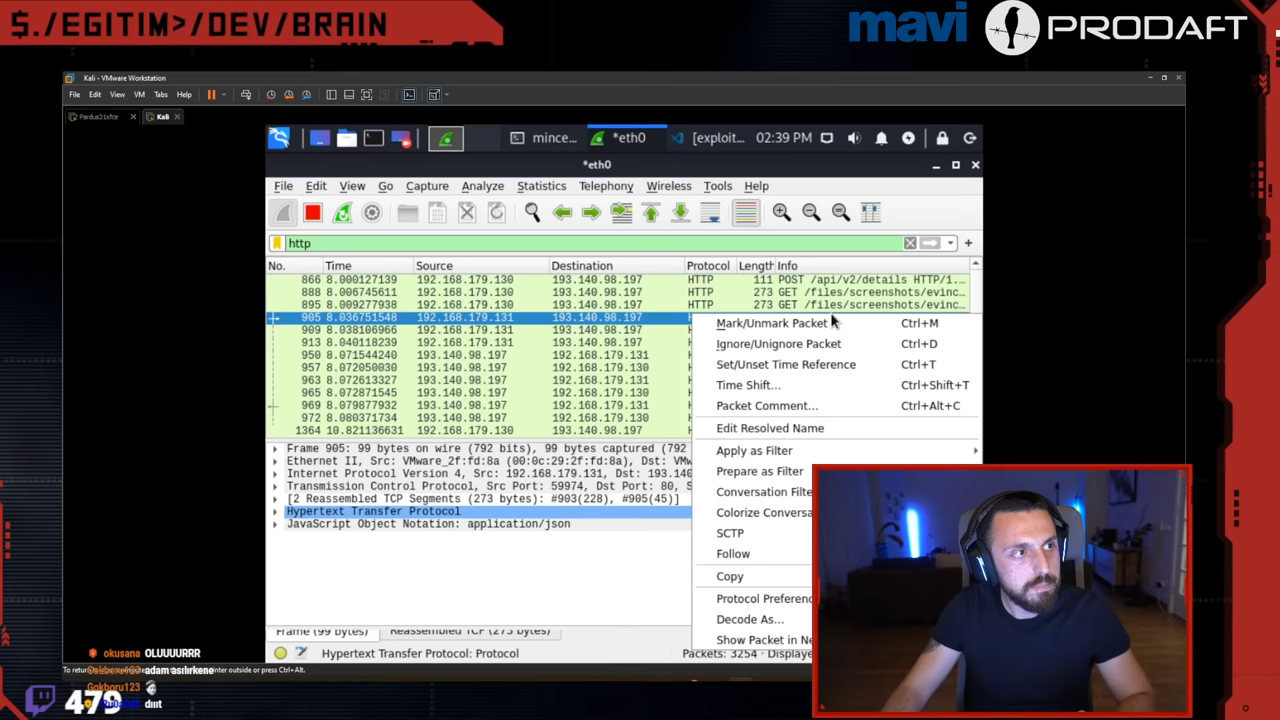 $./EGITIM>/DEV/BRAIN
mavi PRODAFT
Kali - VMware Workstation
File Edit View VM Tabs Help
Pardus21xfce Kali
mince... *eth0 [exploit... 02:39 PM
*eth0
File Edit View Go Capture Analyze Statistics Telephony Wireless Tools Help
http
No. Time Source Destination Protocol Length Info
866 8.000127139 192.168.179.130 193.140.98.197 HTTP 111 POST /api/v2/details HTTP/1...
888 8.006745611 192.168.179.130 193.140.98.197 HTTP 273 GET /files/screenshots/evinc...
895 8.009277938 192.168.179.130 193.140.98.197 HTTP 273 GET /files/screenshots/evinc...
905 8.036751548 192.168.179.131 193.140.98.197
909 8.038106966 192.168.179.131 193.140.98.197
913 8.040118239 192.168.179.131 193.140.98.197
950 8.071544240 193.140.98.197 192.168.179.131
957 8.072050030 193.140.98.197 192.168.179.130
963 8.072613327 193.140.98.197 192.168.179.131
965 8.072871545 193.140.98.197 192.168.179.130
969 8.079877932 193.140.98.197 192.168.179.131
972 8.080371734 193.140.98.197 192.168.179.130
1364 10.821136631 193.140.98.197 192.168.179.130
Mark/Unmark Packet Ctrl+M
Ignore/Unignore Packet Ctrl+D
Set/Unset Time Reference Ctrl+T
Time Shift... Ctrl+Shift+T
Packet Comment... Ctrl+Alt+C
Edit Resolved Name
Apply as Filter
Prepare as Filter
Conversation Filte
Colorize Conversa
SCTP
Follow
Copy
Protocol Preferenc
Decode As...
Show Packet in Ne
Frame 905: 99 bytes on wire (792 bits), 99 bytes captured (792
Ethernet II, Src: VMware_2f:fd:8a (00:0c:29:2f:fd:8a), Dst: VM
Internet Protocol Version 4, Src: 192.168.179.131, Dst: 193.14
Transmission Control Protocol, Src Port: 59974, Dst Port: 80, S
[2 Reassembled TCP Segments (273 bytes): #903(228), #905(45)]
Hypertext Transfer Protocol
JavaScript Object Notation: application/json
Frame (99 bytes) Reassembled TCP (273 bytes)
Hypertext Transfer Protocol: Protocol Packets: 3254 · Displaye
okusana OLUUUURRR
adam asılırkene
Gokboru123
dııt
479